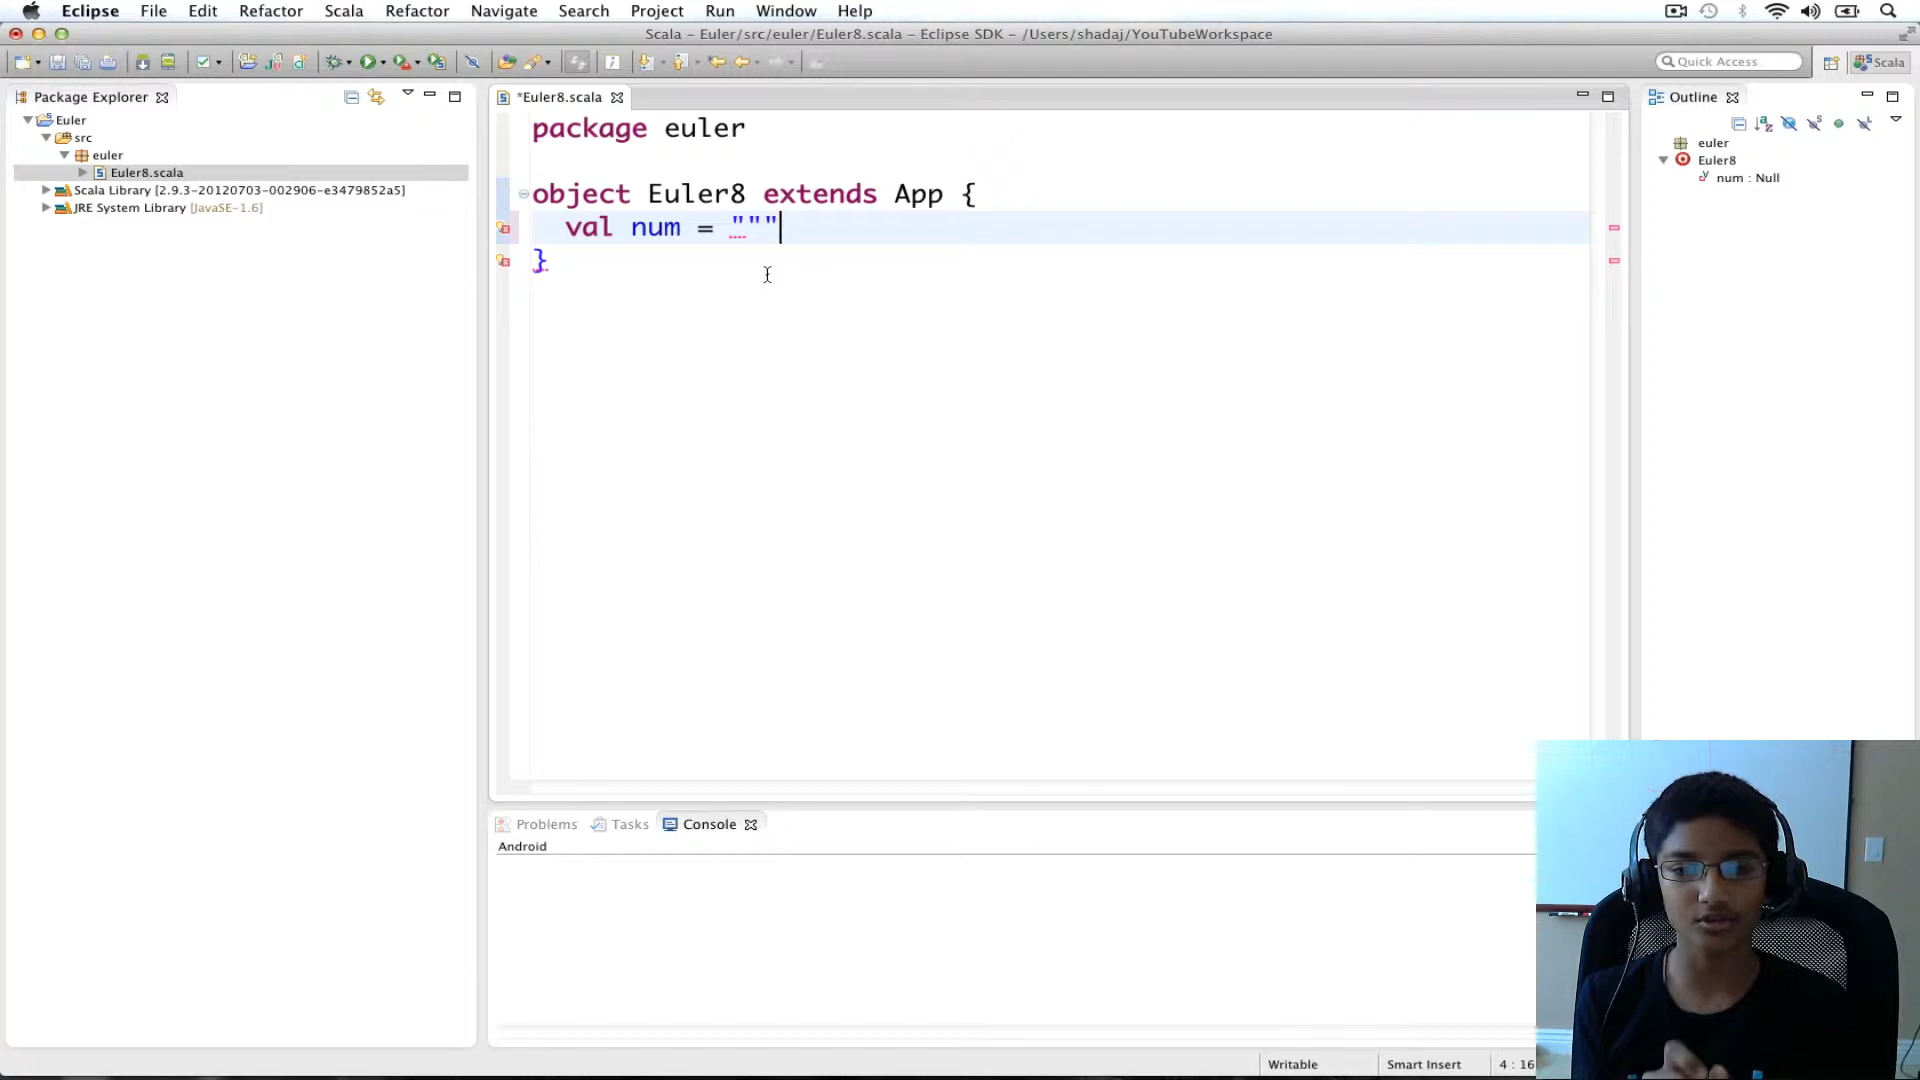 Eclipse File Edit Refactor Scala Refactor Navigate Search Project Run Window Help
Scala – Euler/src/euler/Euler8.scala – Eclipse SDK – /Users/shadaj/YouTubeWorkspace
Quick Access
Scala
Package Explorer
Euler
src
euler
Euler8.scala
Scala Library [2.9.3-20120703-002906-e3479852a5]
JRE System Library [JavaSE-1.6]
*Euler8.scala
package euler
object Euler8 extends App {
val num = """
}
Outline
euler
Euler8
num : Null
Problems Tasks Console
Android
Writable Smart Insert 4 : 16